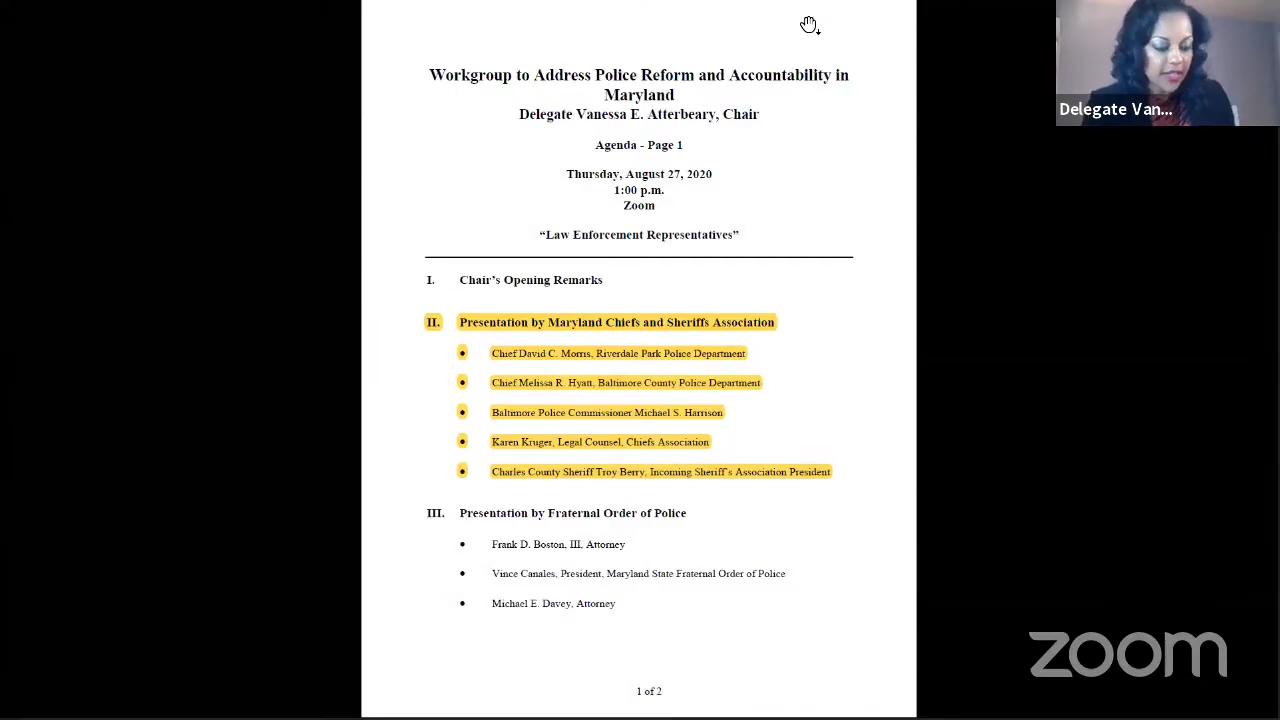 Workgroup to Address Police Reform and Accountability in
Maryland
Delegate Vanessa E. Atterbeary, Chair
Agenda - Page 1
Thursday, August 27, 2020
1:00 p.m.
Zoom
“Law Enforcement Representatives”
I. Chair’s Opening Remarks
II. Presentation by Maryland Chiefs and Sheriffs Association
• Chief David C. Morris, Riverdale Park Police Department
• Chief Melissa R. Hyatt, Baltimore County Police Department
• Baltimore Police Commissioner Michael S. Harrison
• Karen Kruger, Legal Counsel, Chiefs Association
• Charles County Sheriff Troy Berry, Incoming Sheriff’s Association President
III. Presentation by Fraternal Order of Police
• Frank D. Boston, III, Attorney
• Vince Canales, President, Maryland State Fraternal Order of Police
• Michael E. Davey, Attorney
1 of 2
Delegate Van...
zoom